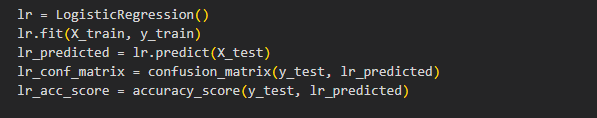 lr = LogisticRegression()
lr.fit(X_train, y_train)
lr_predicted = lr.predict(X_test)
lr_conf_matrix = confusion_matrix(y_test, lr_predicted)
lr_acc_score = accuracy_score(y_test, lr_predicted)